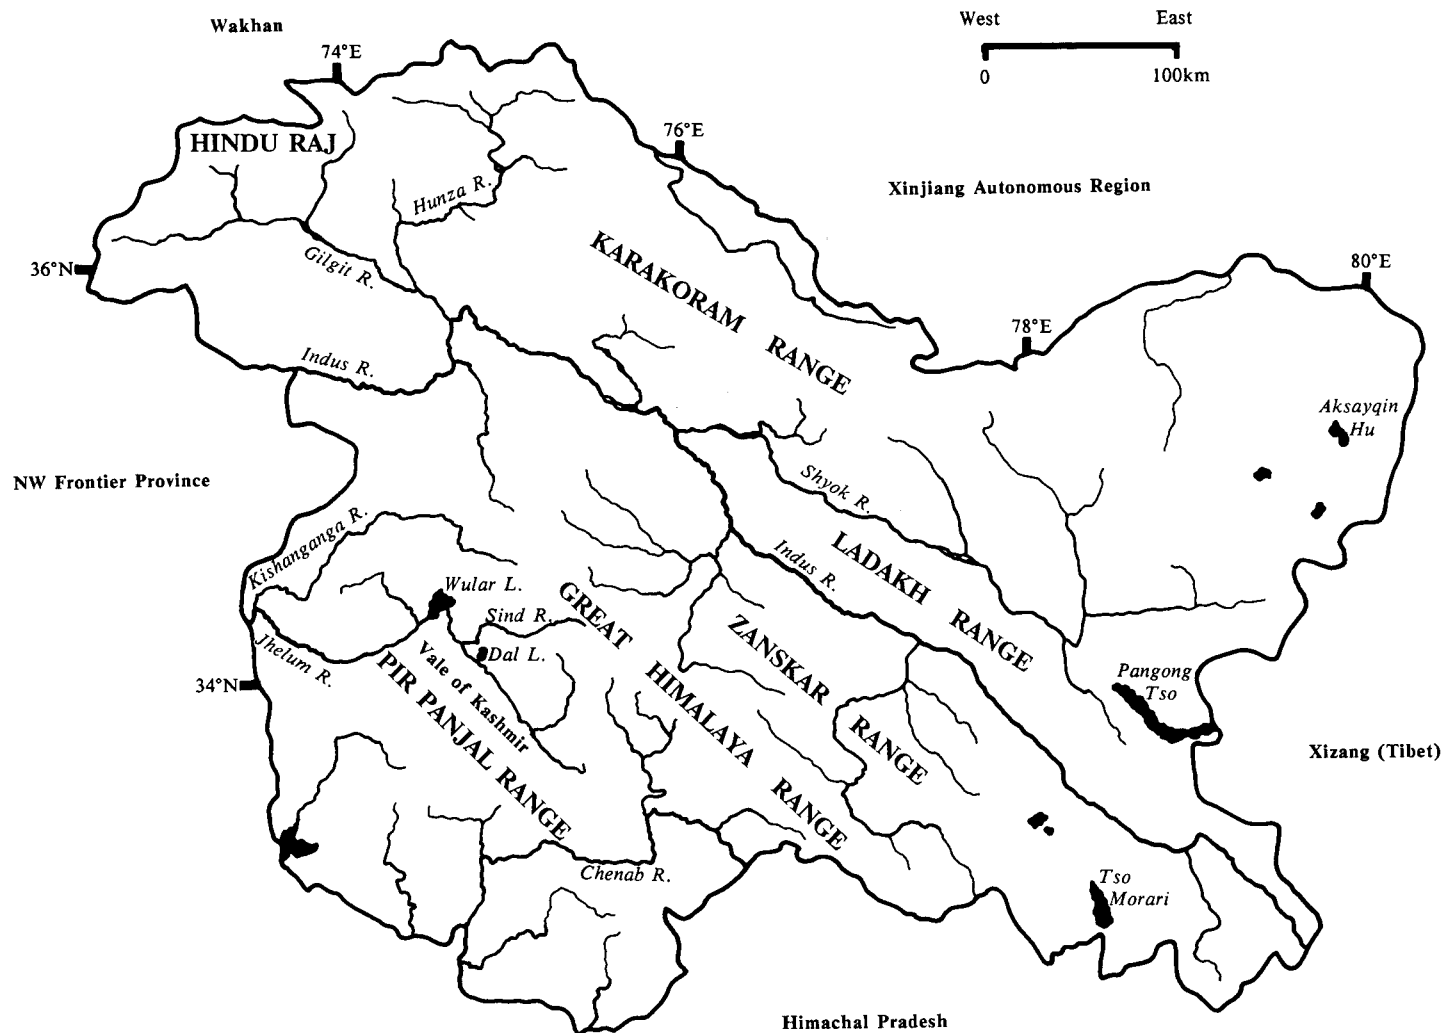 Wakhan
West East
74°E
0 100km
HINDU RAJ
76°E
Xinjiang Autonomous Region
Hunza R.
KARAKORAM RANGE
Gilgit R.
36°N
80°E
78°E
Indus R.
Aksayqin
Hu
NW Frontier Province
Shyok R.
Kishanganga R.
LADAKH RANGE
Indus R.
Wular L.
Sind R.
GREAT HIMALAYA RANGE
ZANSKAR RANGE
Dal L.
Jhelum R.
Vale of Kashmir
PIR PANJAL RANGE
34°N
Pangong
Tso
Xizang (Tibet)
Chenab R.
Tso
Morari
Himachal Pradesh